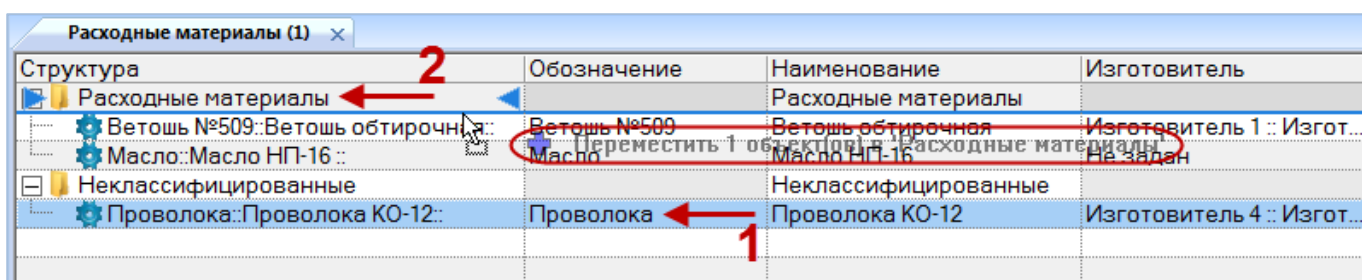 Расходные материалы (1) ×
Структура Обозначение Наименование Изготовитель
2
Расходные материалы Расходные материалы
Ветошь №509::Ветошь обтирочная:: Ветошь №509 Ветошь обтирочная Изготовитель 1 :: Изгот...
Переместить 1 объект(ов) в 'Расходные материалы'
Масло::Масло НП-16 :: Масло Масло НП-16 Не задан
Неклассифицированные Неклассифицированные
Проволока::Проволока КО-12:: Проволока Проволока КО-12 Изготовитель 4 :: Изгот...
1